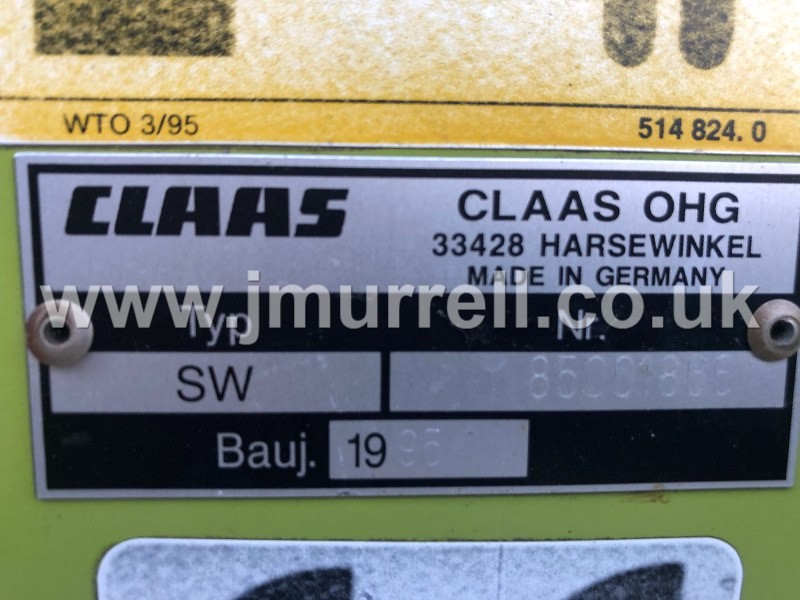 WTO 3/95
514 824.0
CLAAS
CLAAS OHG
33428 HARSEWINKEL
MADE IN GERMANY
www.jmurrell.co.uk
Typ
Nr.
SW
Bauj. 19